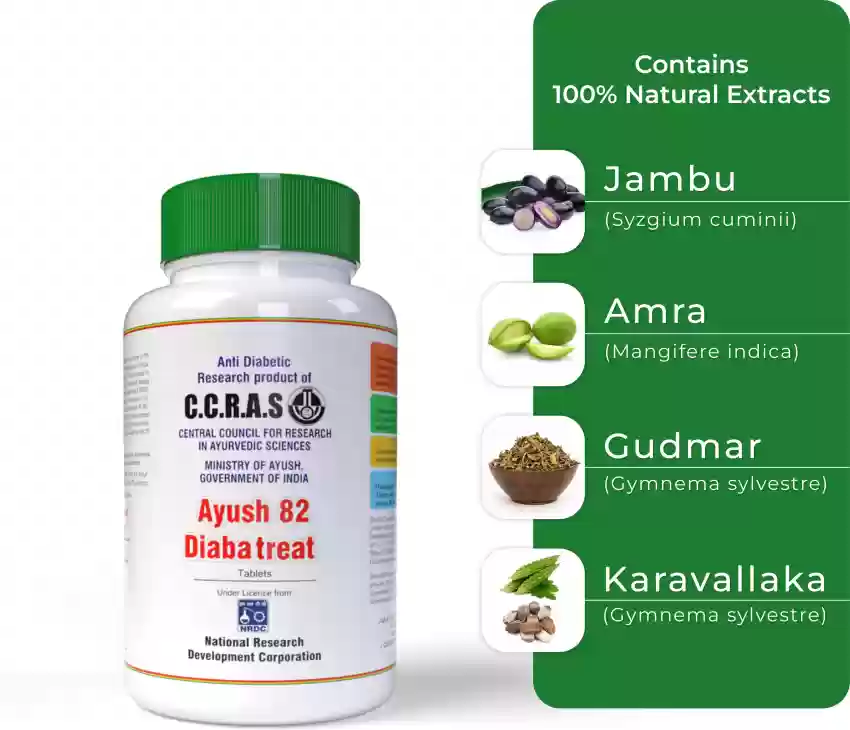 Contains
100% Natural Extracts
Jambu
(Syzgium cuminii)
Amra
(Mangifere indica)
Gudmar
(Gymnema sylvestre)
Karavallaka
(Gymnema sylvestre)
Anti Diabetic
Research product of
C.C.R.A.S
CENTRAL COUNCIL FOR RESEARCH
IN AYURVEDIC SCIENCES
MINISTRY OF AYUSH,
GOVERNMENT OF INDIA
Ayush 82
Diabatreat
Tablets
Under Licence from
NRDC
National Research
Development Corporation